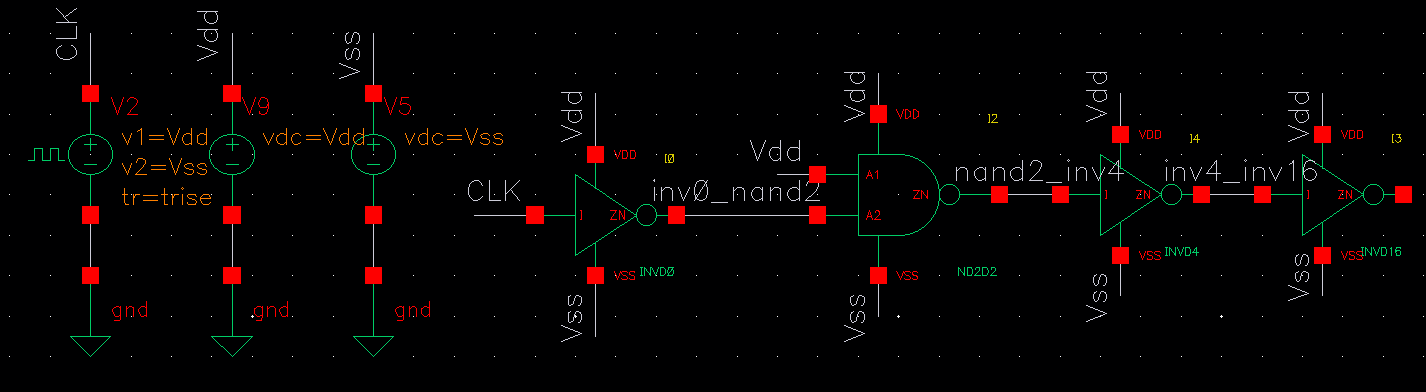 CLK
V2
v1=Vdd
v2=Vss
tr=trise
gnd
Vdd
V9
vdc=Vdd
gnd
Vss
V5
vdc=Vss
gnd
CLK
Vdd
VDD
I0
I
ZN
VSS
INVD0
Vss
inv0_nand2
Vdd
Vdd
VDD
I2
A1
A2
ZN
VSS
ND2D2
Vss
nand2_inv4
Vdd
VDD
I4
I
ZN
VSS
INVD4
Vss
inv4_inv16
Vdd
VDD
I3
I
ZN
VSS
INVD16
Vss